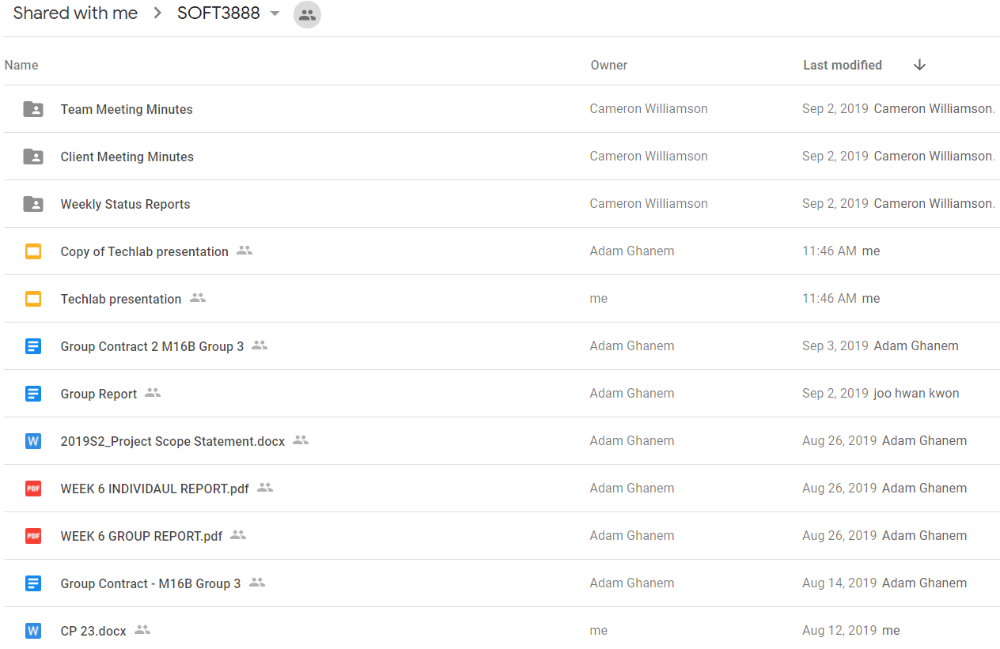 Shared with me > SOFT3888
Name Owner Last modified
Team Meeting Minutes Cameron Williamson Sep 2, 2019 Cameron Williamson.
Client Meeting Minutes Cameron Williamson Sep 2, 2019 Cameron Williamson.
Weekly Status Reports Cameron Williamson Sep 2, 2019 Cameron Williamson.
Copy of Techlab presentation Adam Ghanem 11:46 AM me
Techlab presentation me 11:46 AM me
Group Contract 2 M16B Group 3 Adam Ghanem Sep 3, 2019 Adam Ghanem
Group Report Adam Ghanem Sep 2, 2019 joo hwan kwon
W 2019S2_Project Scope Statement.docx Adam Ghanem Aug 26, 2019 Adam Ghanem
PDF WEEK 6 INDIVIDAUL REPORT.pdf Adam Ghanem Aug 26, 2019 Adam Ghanem
PDF WEEK 6 GROUP REPORT.pdf Adam Ghanem Aug 26, 2019 Adam Ghanem
Group Contract - M16B Group 3 Adam Ghanem Aug 14, 2019 Adam Ghanem
W CP 23.docx me Aug 12, 2019 me